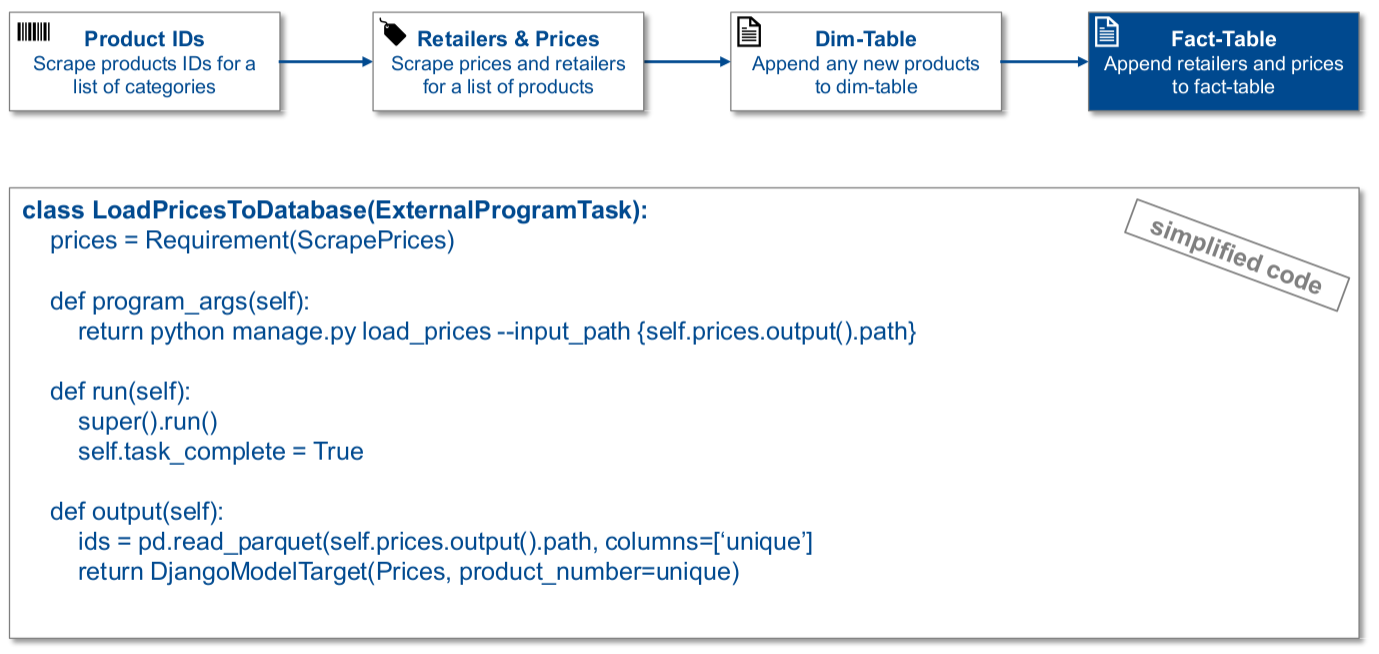 Product IDs
Scrape products IDs for a
list of categories
Retailers & Prices
Scrape prices and retailers
for a list of products
Dim-Table
Append any new products
to dim-table
Fact-Table
Append retailers and prices
to fact-table
class LoadPricesToDatabase(ExternalProgramTask):
prices = Requirement(ScrapePrices)
simplified code
def program_args(self):
return python manage.py load_prices --input_path {self.prices.output().path}
def run(self):
super().run()
self.task_complete = True
def output(self):
ids = pd.read_parquet(self.prices.output().path, columns=[‘unique’]
return DjangoModelTarget(Prices, product_number=unique)